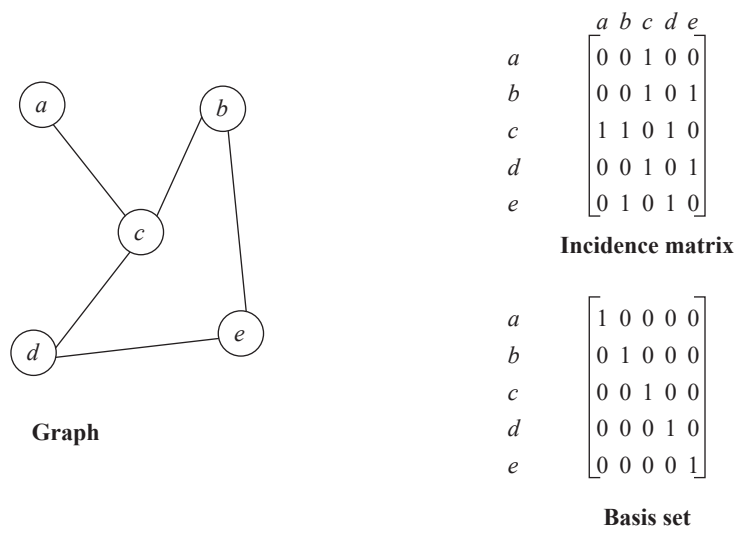 a
b
c
d
e
Graph
a b c d e
a 0 0 1 0 0
b 0 0 1 0 1
c 1 1 0 1 0
d 0 0 1 0 1
e 0 1 0 1 0
Incidence matrix
a 1 0 0 0 0
b 0 1 0 0 0
c 0 0 1 0 0
d 0 0 0 1 0
e 0 0 0 0 1
Basis set